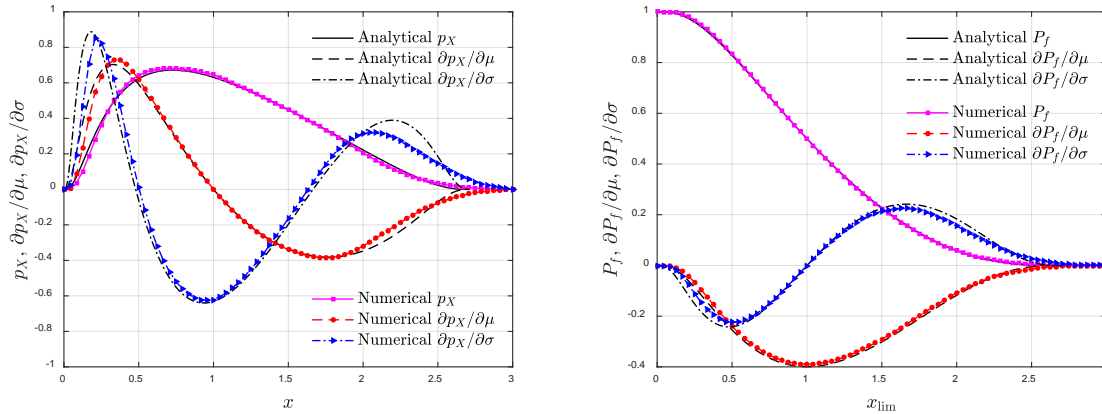 Analytical p_X
Analytical ∂p_X/∂μ
Analytical ∂p_X/∂σ
Numerical p_X
Numerical ∂p_X/∂μ
Numerical ∂p_X/∂σ
p_X, ∂p_X/∂μ, ∂p_X/∂σ
1
0.8
0.6
0.4
0.2
0
-0.2
-0.4
-0.6
-0.8
-1
0 0.5 1 1.5 2 2.5 3
x
Analytical P_f
Analytical ∂P_f/∂μ
Analytical ∂P_f/∂σ
Numerical P_f
Numerical ∂P_f/∂μ
Numerical ∂P_f/∂σ
P_f, ∂P_f/∂μ, ∂P_f/∂σ
1
0.8
0.6
0.4
0.2
0
-0.2
-0.4
0 0.5 1 1.5 2 2.5
x_lim